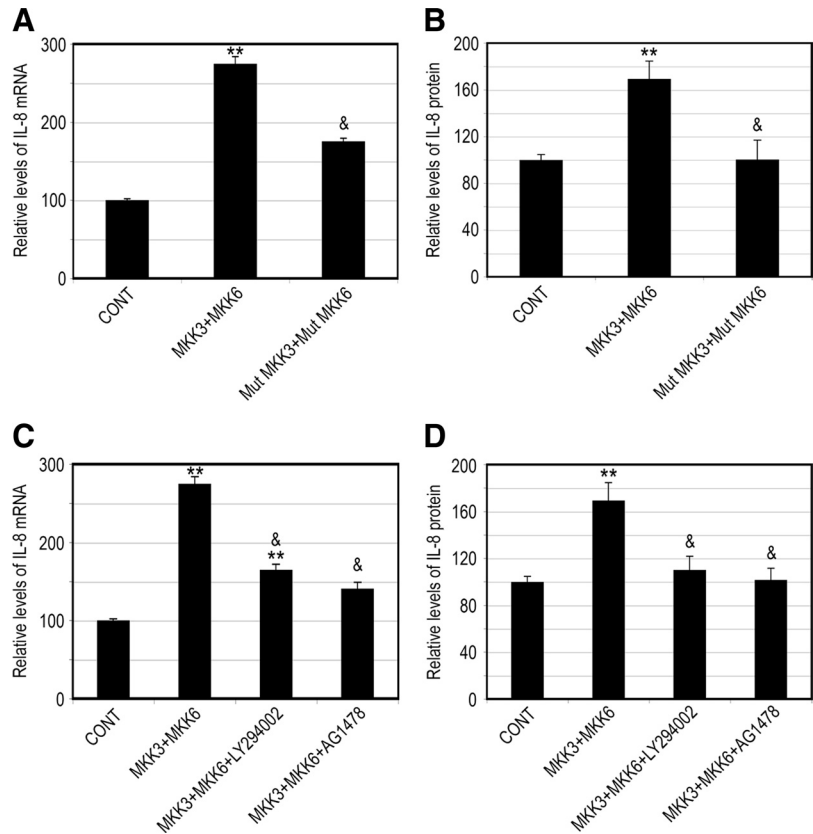 A
Relative levels of IL-8 mRNA
300
200
100
0
**
&
CONT
MKK3+MKK6
Mut MKK3+Mut MKK6
B
Relative levels of IL-8 protein
200
160
120
80
40
0
**
&
CONT
MKK3+MKK6
Mut MKK3+Mut MKK6
C
Relative levels of IL-8 mRNA
300
200
100
0
**
&
**
&
CONT
MKK3+MKK6
MKK3+MKK6+LY294002
MKK3+MKK6+AG1478
D
Relative levels of IL-8 protein
200
160
120
80
40
0
**
&
&
CONT
MKK3+MKK6
MKK3+MKK6+LY294002
MKK3+MKK6+AG1478